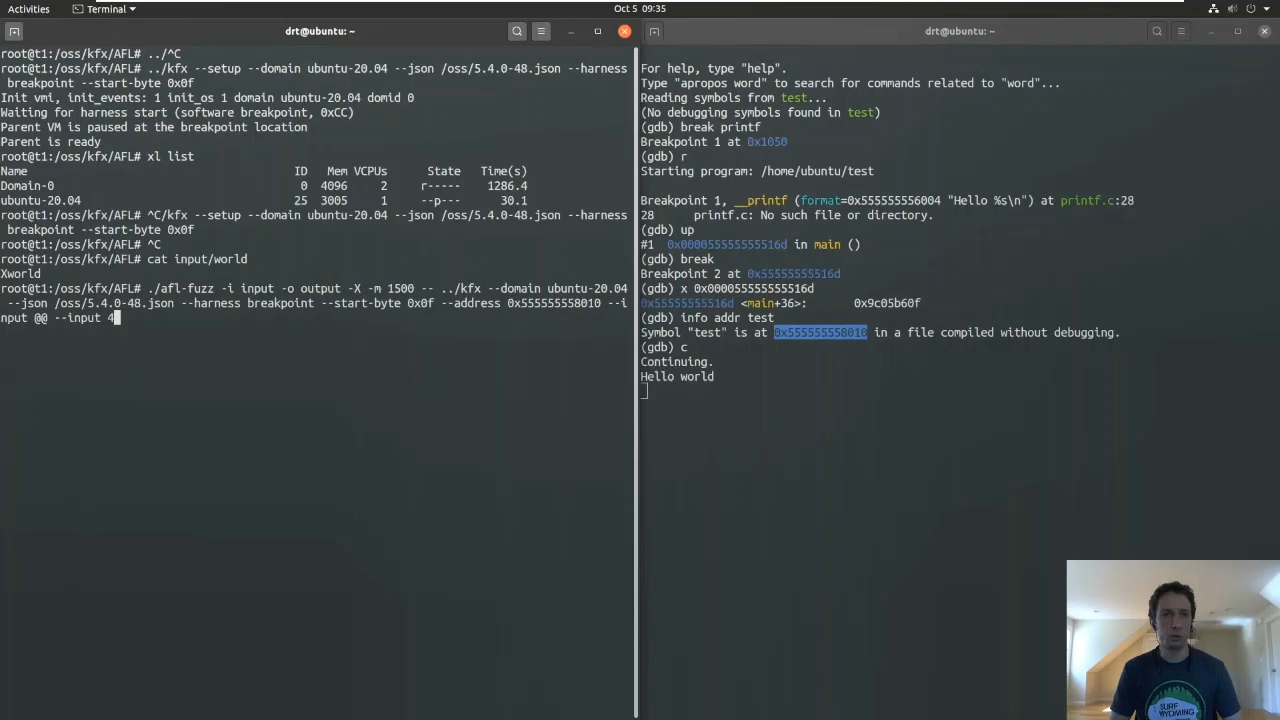 Activities
Terminal
Oct 5 09:35
drt@ubuntu: ~
root@t1:/oss/kfx/AFL# ../^C
root@t1:/oss/kfx/AFL# ../kfx --setup --domain ubuntu-20.04 --json /oss/5.4.0-48.json --harness
breakpoint --start-byte 0x0f
Init vmi, init_events: 1 init_os 1 domain ubuntu-20.04 domid 0
Waiting for harness start (software breakpoint, 0xCC)
Parent VM is paused at the breakpoint location
Parent is ready
root@t1:/oss/kfx/AFL# xl list
Name ID Mem VCPUs State Time(s)
Domain-0 0 4096 2 r----- 1286.4
ubuntu-20.04 25 3005 1 --p--- 30.1
root@t1:/oss/kfx/AFL# ^C/kfx --setup --domain ubuntu-20.04 --json /oss/5.4.0-48.json --harness
breakpoint --start-byte 0x0f
root@t1:/oss/kfx/AFL# ^C
root@t1:/oss/kfx/AFL# cat input/world
Xworld
root@t1:/oss/kfx/AFL# ./afl-fuzz -i input -o output -X -m 1500 -- ../kfx --domain ubuntu-20.04
--json /oss/5.4.0-48.json --harness breakpoint --start-byte 0x0f --address 0x555555558010 --i
nput @@ --input 4
drt@ubuntu: ~
For help, type "help".
Type "apropos word" to search for commands related to "word"...
Reading symbols from test...
(No debugging symbols found in test)
(gdb) break printf
Breakpoint 1 at 0x1050
(gdb) r
Starting program: /home/ubuntu/test
Breakpoint 1, __printf (format=0x555555556004 "Hello %s\n") at printf.c:28
28 printf.c: No such file or directory.
(gdb) up
#1 0x000055555555516d in main ()
(gdb) break
Breakpoint 2 at 0x55555555516d
(gdb) x 0x000055555555516d
0x55555555516d <main+36>: 0x9c05b60f
(gdb) info addr test
Symbol "test" is at 0x555555558010 in a file compiled without debugging.
(gdb) c
Continuing.
Hello world
SURF
WYOMING